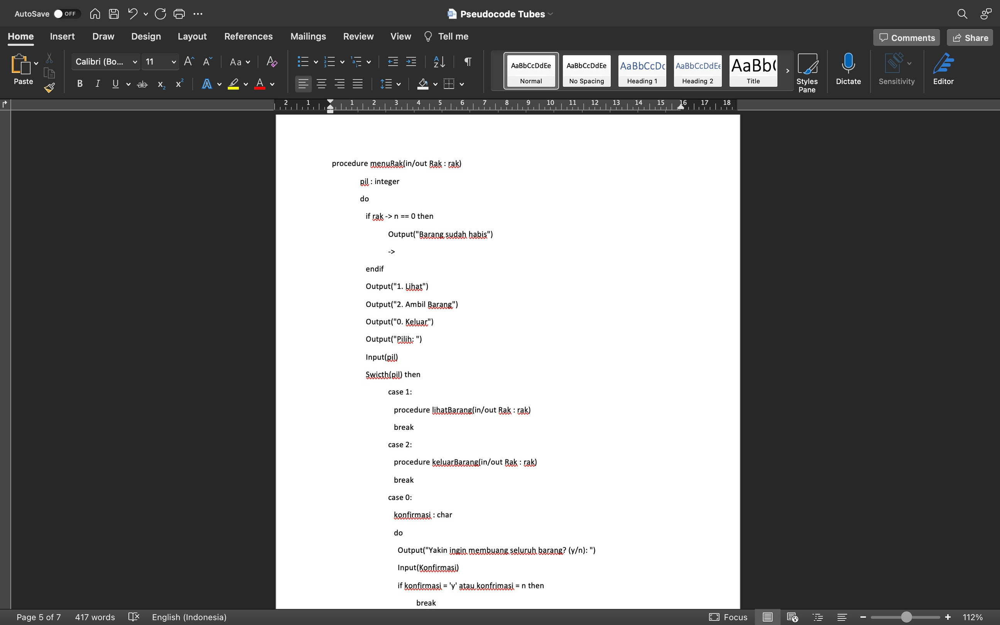 AutoSave OFF Pseudocode Tubes
Home Insert Draw Design Layout References Mailings Review View Tell me Comments Share
Paste Calibri (Bo... 11 Aa AaBbCcDdEe AaBbCcDdEe AaBbCcDc AaBbCcDdEe AaBb(
Normal No Spacing Heading 1 Heading 2 Title Styles Pane Dictate Sensitivity Editor
2 1 1 2 3 4 5 6 7 8 9 10 11 12 13 14 15 16 17 18
procedure menuRak(in/out Rak : rak)
pil : integer
do
if rak -> n == 0 then
Output("Barang sudah habis")
->
endif
Output("1. Lihat")
Output("2. Ambil Barang")
Output("0. Keluar")
Output("Pilih: ")
Input(pil)
Swicth(pil) then
case 1:
procedure lihatBarang(in/out Rak : rak)
break
case 2:
procedure keluarBarang(in/out Rak : rak)
break
case 0:
konfirmasi : char
do
Output("Yakin ingin membuang seluruh barang? (y/n): ")
Input(Konfirmasi)
if konfirmasi = 'y' atau konfrimasi = n then
break
Page 5 of 7 417 words English (Indonesia) Focus 112%